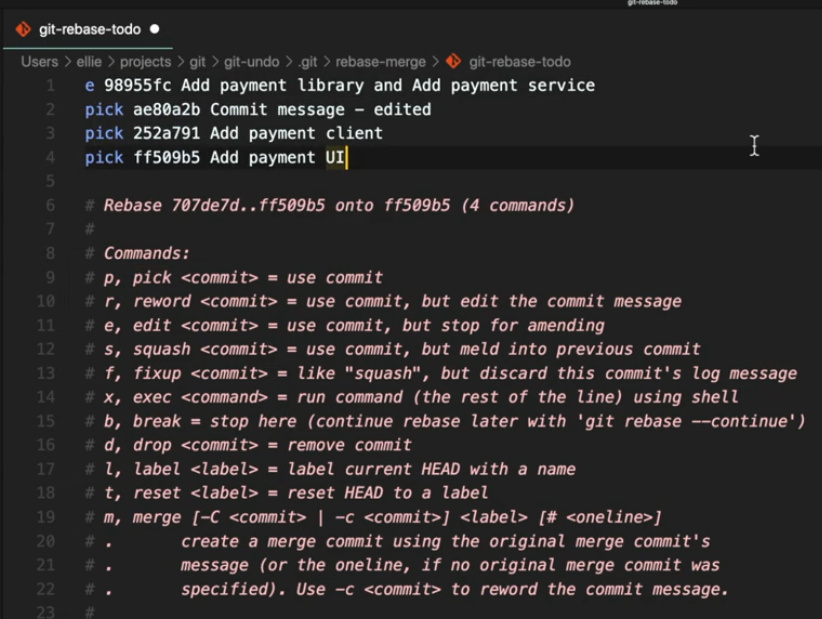 git-rebase-todo
git-rebase-todo
Users > ellie > projects > git > git-undo > .git > rebase-merge > git-rebase-todo
1 e 98955fc Add payment library and Add payment service
2 pick ae80a2b Commit message - edited
3 pick 252a791 Add payment client
4 pick ff509b5 Add payment UI
5
6 # Rebase 707de7d..ff509b5 onto ff509b5 (4 commands)
7 #
8 # Commands:
9 # p, pick <commit> = use commit
10 # r, reword <commit> = use commit, but edit the commit message
11 # e, edit <commit> = use commit, but stop for amending
12 # s, squash <commit> = use commit, but meld into previous commit
13 # f, fixup <commit> = like "squash", but discard this commit's log message
14 # x, exec <command> = run command (the rest of the line) using shell
15 # b, break = stop here (continue rebase later with 'git rebase --continue')
16 # d, drop <commit> = remove commit
17 # l, label <label> = label current HEAD with a name
18 # t, reset <label> = reset HEAD to a label
19 # m, merge [-C <commit> | -c <commit>] <label> [# <oneline>]
20 # .       create a merge commit using the original merge commit's
21 # .       message (or the oneline, if no original merge commit was
22 # .       specified). Use -c <commit> to reword the commit message.
23 #